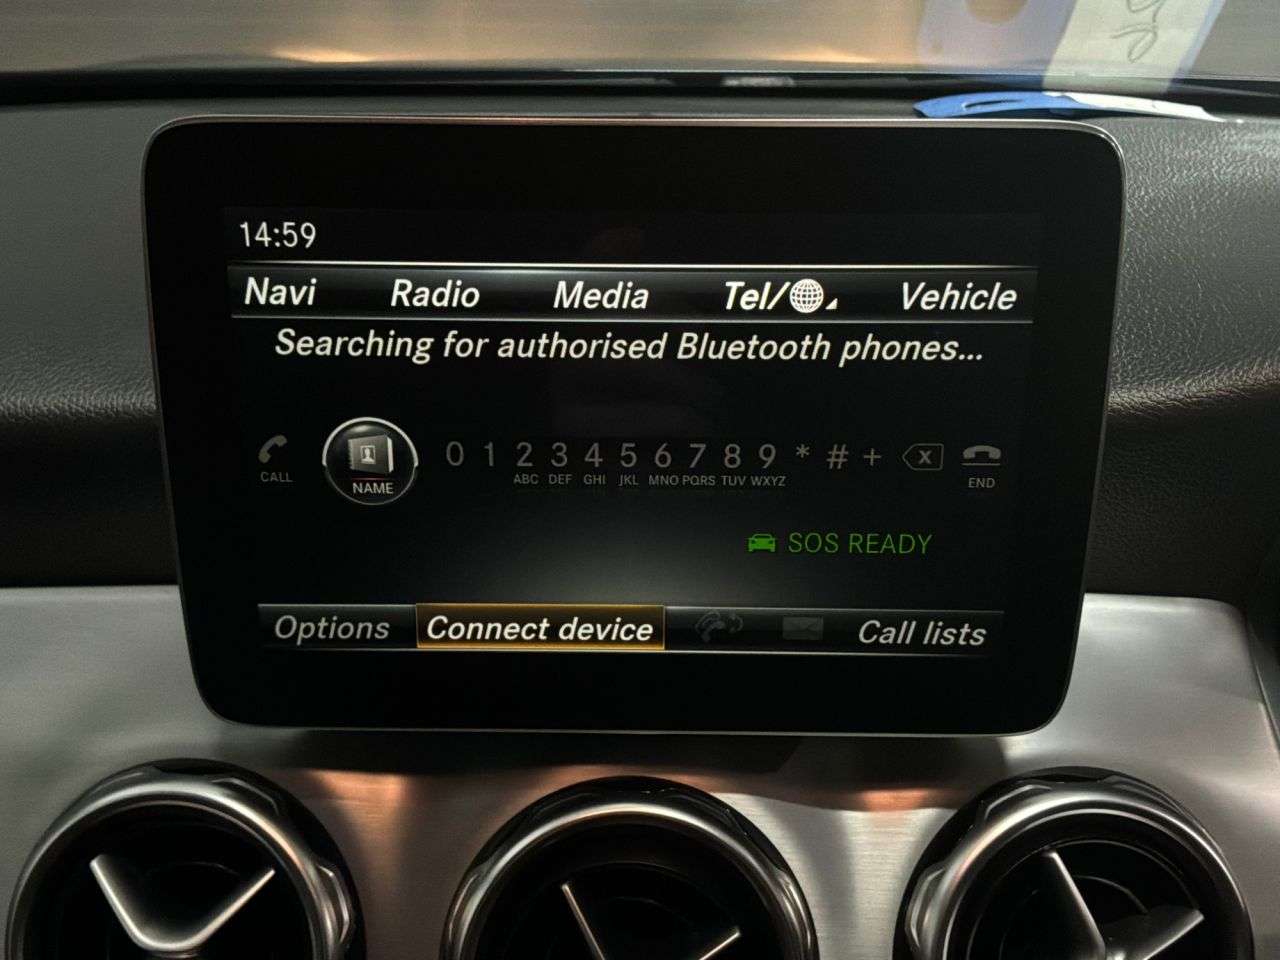 14:59
Navi Radio Media Tel/ Vehicle
Searching for authorised Bluetooth phones...
CALL NAME 0 1 2 3 4 5 6 7 8 9 * # + X END
ABC DEF GHI JKL MNO PQRS TUV WXYZ
SOS READY
Options Connect device Call lists